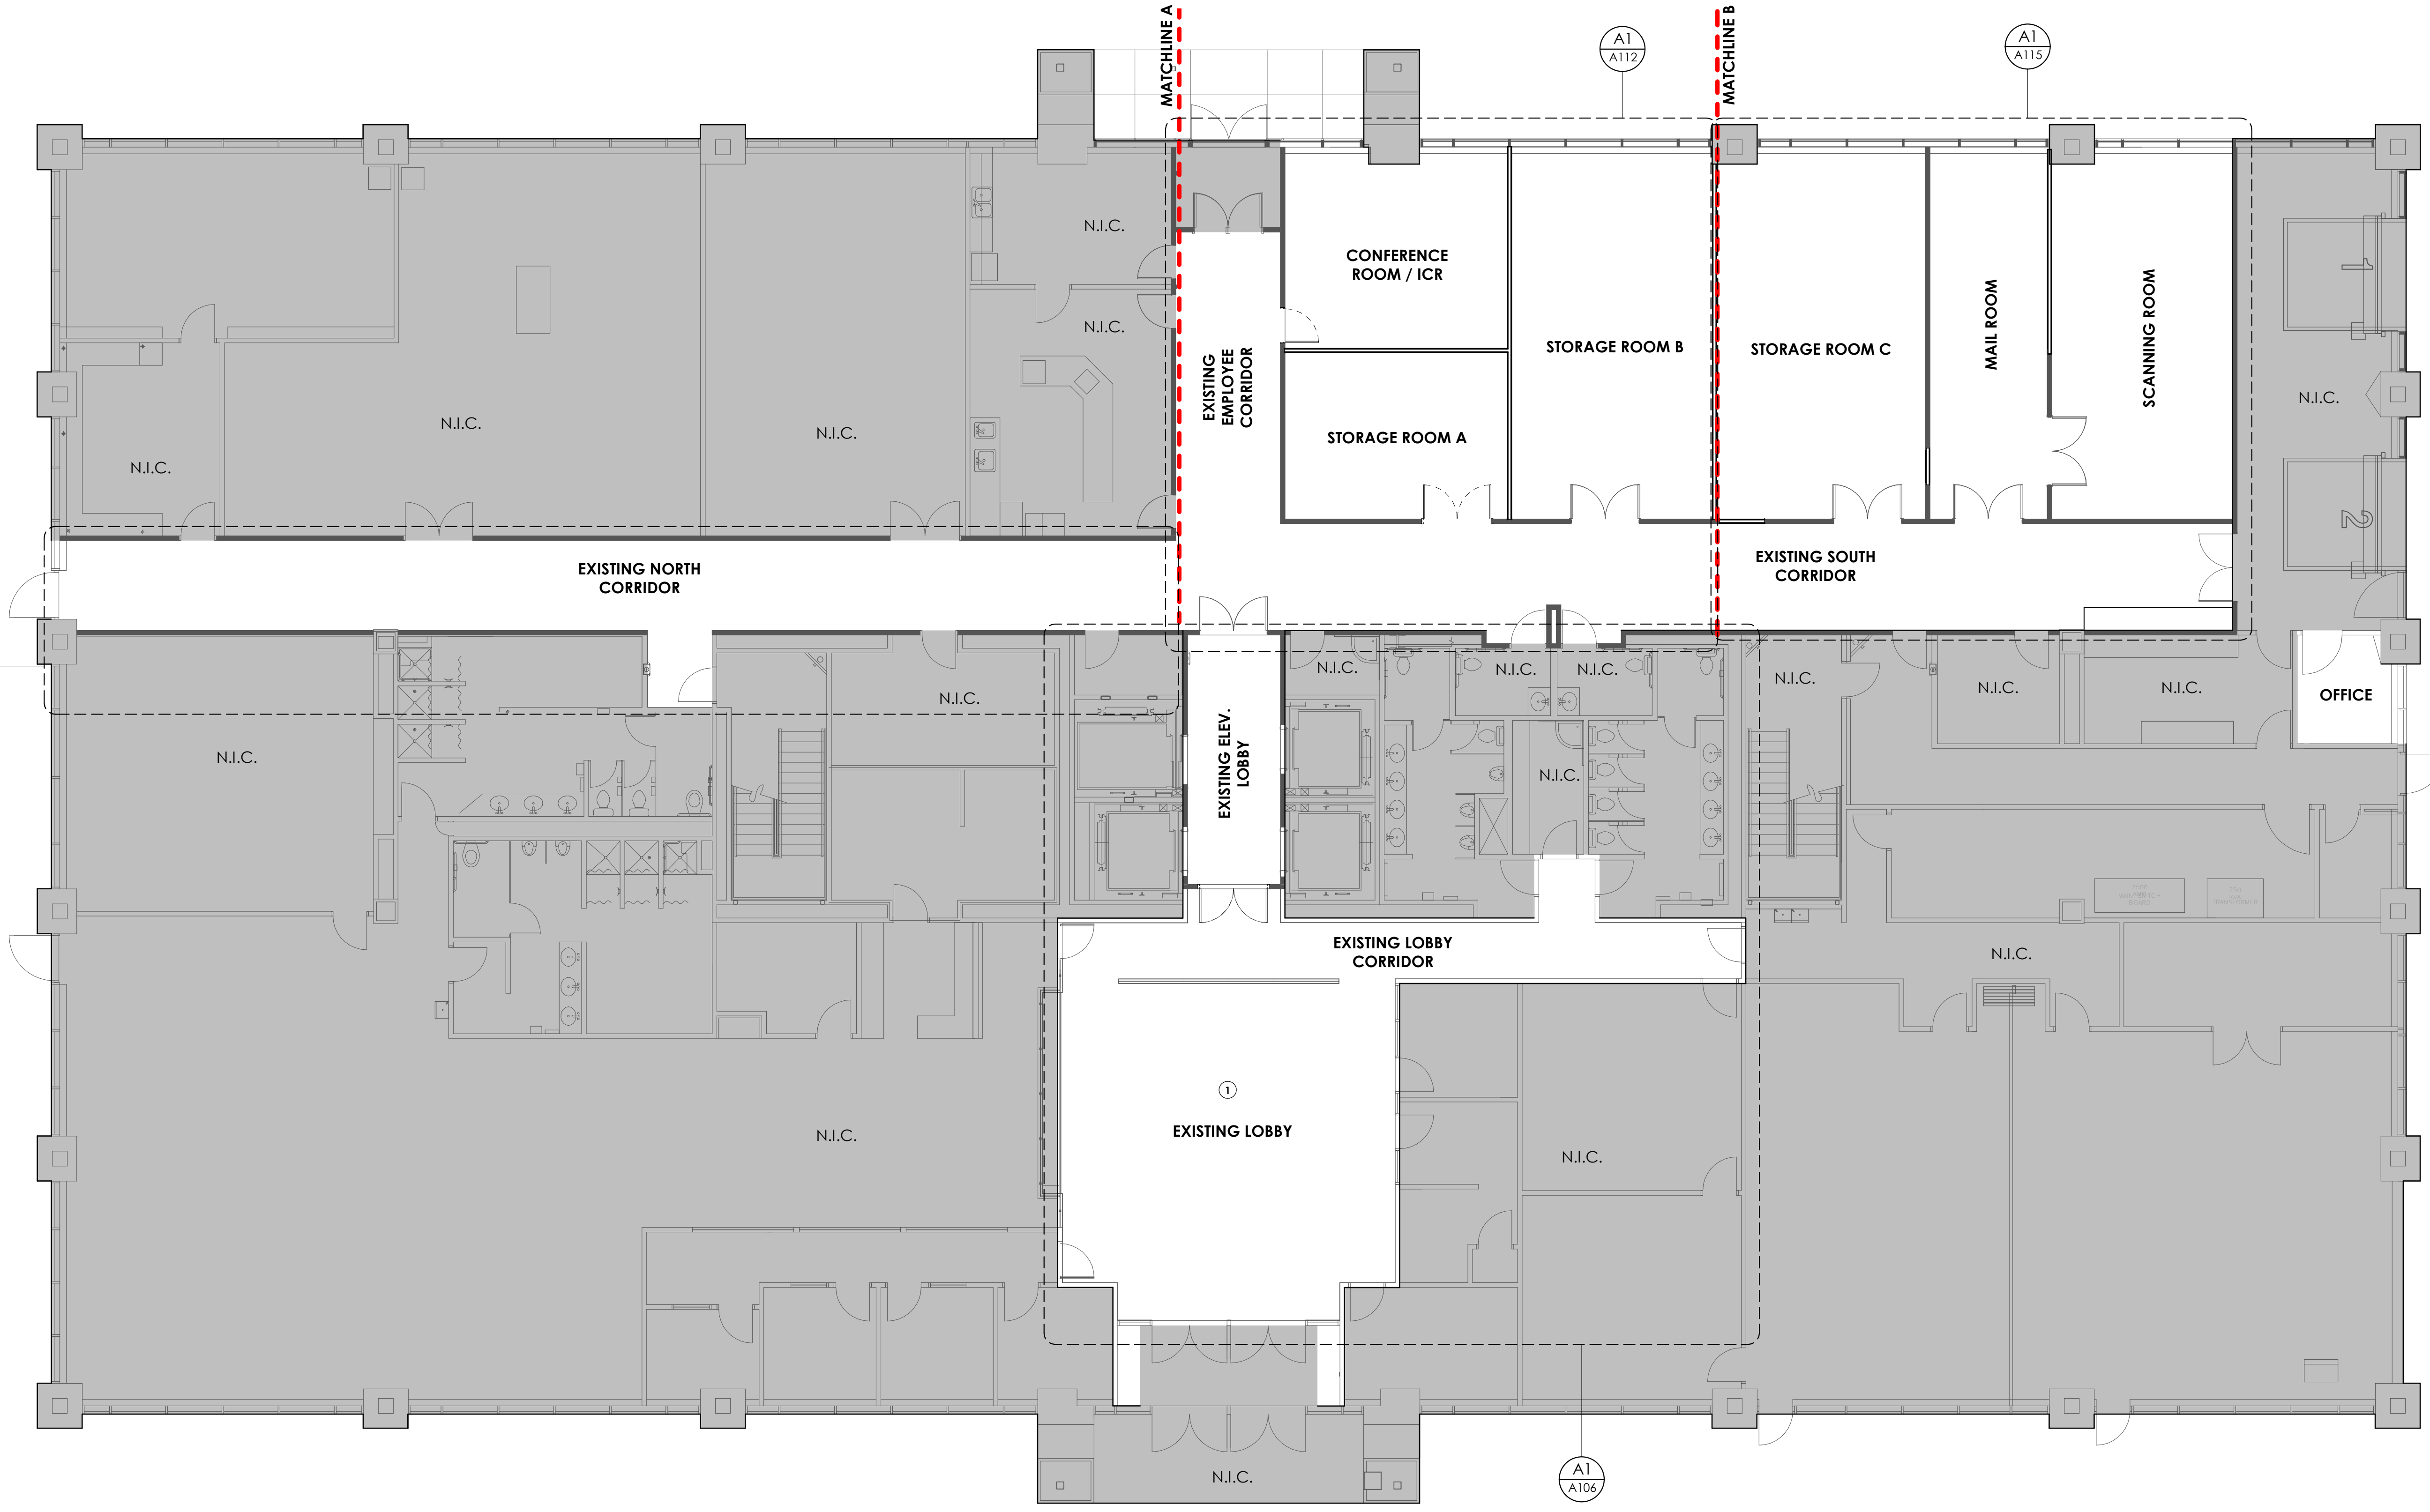 MATCHLINE A
MATCHLINE B
A1
A112
A1
A115
N.I.C.
CONFERENCE
ROOM / ICR
1
N.I.C.
EXISTING
EMPLOYEE
CORRIDOR
STORAGE ROOM B
STORAGE ROOM C
MAIL ROOM
SCANNING ROOM
N.I.C.
N.I.C.
N.I.C.
N.I.C.
STORAGE ROOM A
2
EXISTING NORTH
CORRIDOR
EXISTING SOUTH
CORRIDOR
N.I.C.
N.I.C.
N.I.C.
N.I.C.
N.I.C.
N.I.C.
N.I.C.
OFFICE
N.I.C.
EXISTING ELEV.
LOBBY
N.I.C.
EXISTING LOBBY
CORRIDOR
N.I.C.
1
EXISTING LOBBY
N.I.C.
N.I.C.
N.I.C.
A1
A106